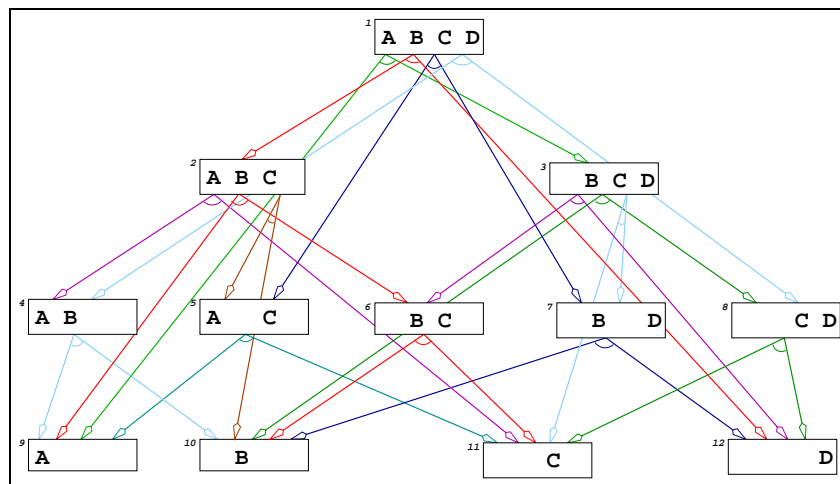 1 A B C D
2 A B C
3 B C D
4 A B
5 A C
6 B C
7 B D
8 C D
9 A
10 B
11 C
12 D